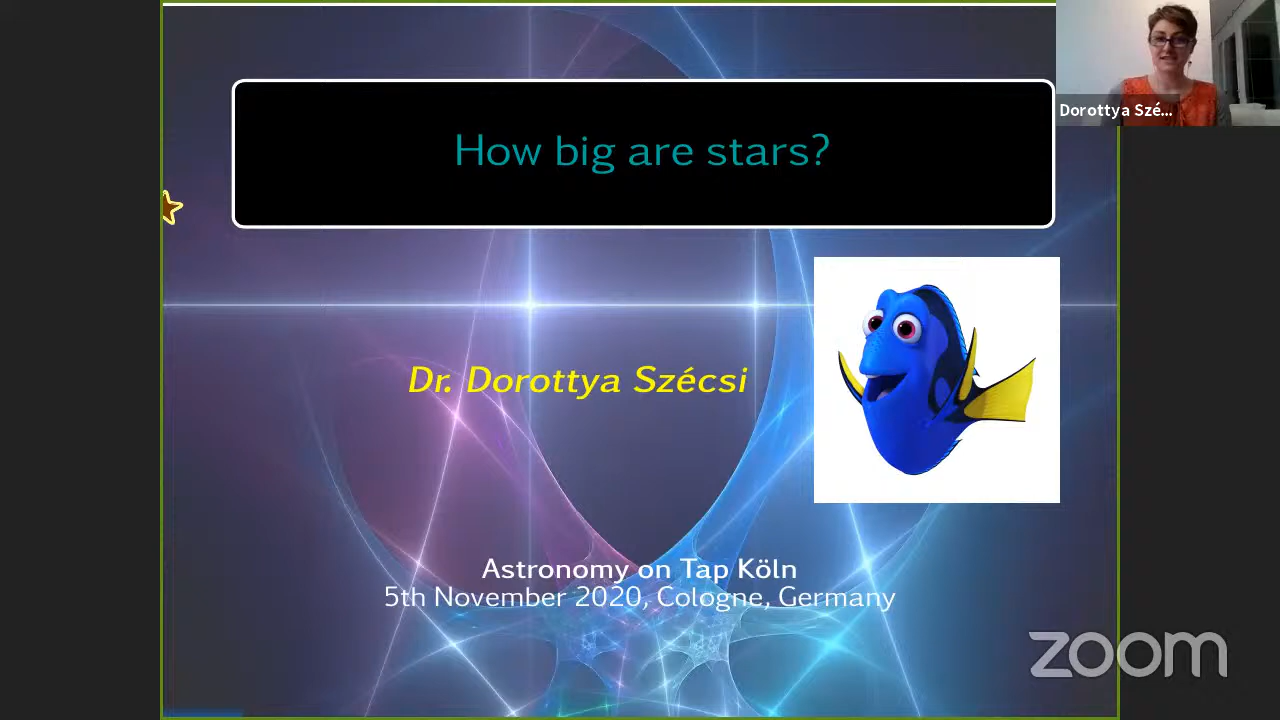 How big are stars?
Dorottya Szé...
Dr. Dorottya Szécsi
Astronomy on Tap Köln
5th November 2020, Cologne, Germany
zoom